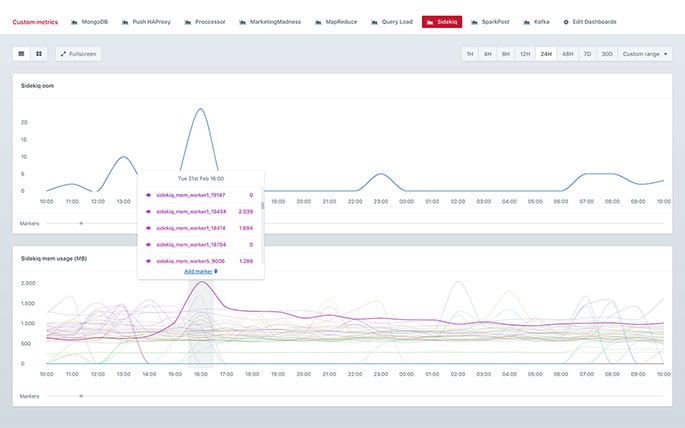 Custom metrics MongoDB Push HAProxy Proccessor MarketingMadness MapReduce Query Load Sidekiq SparkPost Kafka Edit Dashboards
Fullscreen 1H 4H 8H 12H 24H 48H 7D 30D Custom range
Sidekiq oom
20
15
10
5
0
10:00 11:00 12:00 13:00 19:00 20:00 21:00 22:00 23:00 00:00 01:00 02:00 03:00 04:00 05:00 06:00 07:00 08:00 09:00 10:00
Markers
Tue 21st Feb 16:00
sidekiq_mem_worker1_19147 0
sidekiq_mem_worker1_19434 2.039
sidekiq_mem_worker1_18414 1.694
sidekiq_mem_worker1_18794 0
sidekiq_mem_worker5_9006 1.288
Add marker
Sidekiq mem usage (MB)
2.000
1.500
1.000
500
0
10:00 11:00 12:00 13:00 14:00 15:00 16:00 17:00 18:00 19:00 20:00 21:00 22:00 23:00 00:00 01:00 02:00 03:00 04:00 05:00 06:00 07:00 08:00 09:00 10:00
Markers